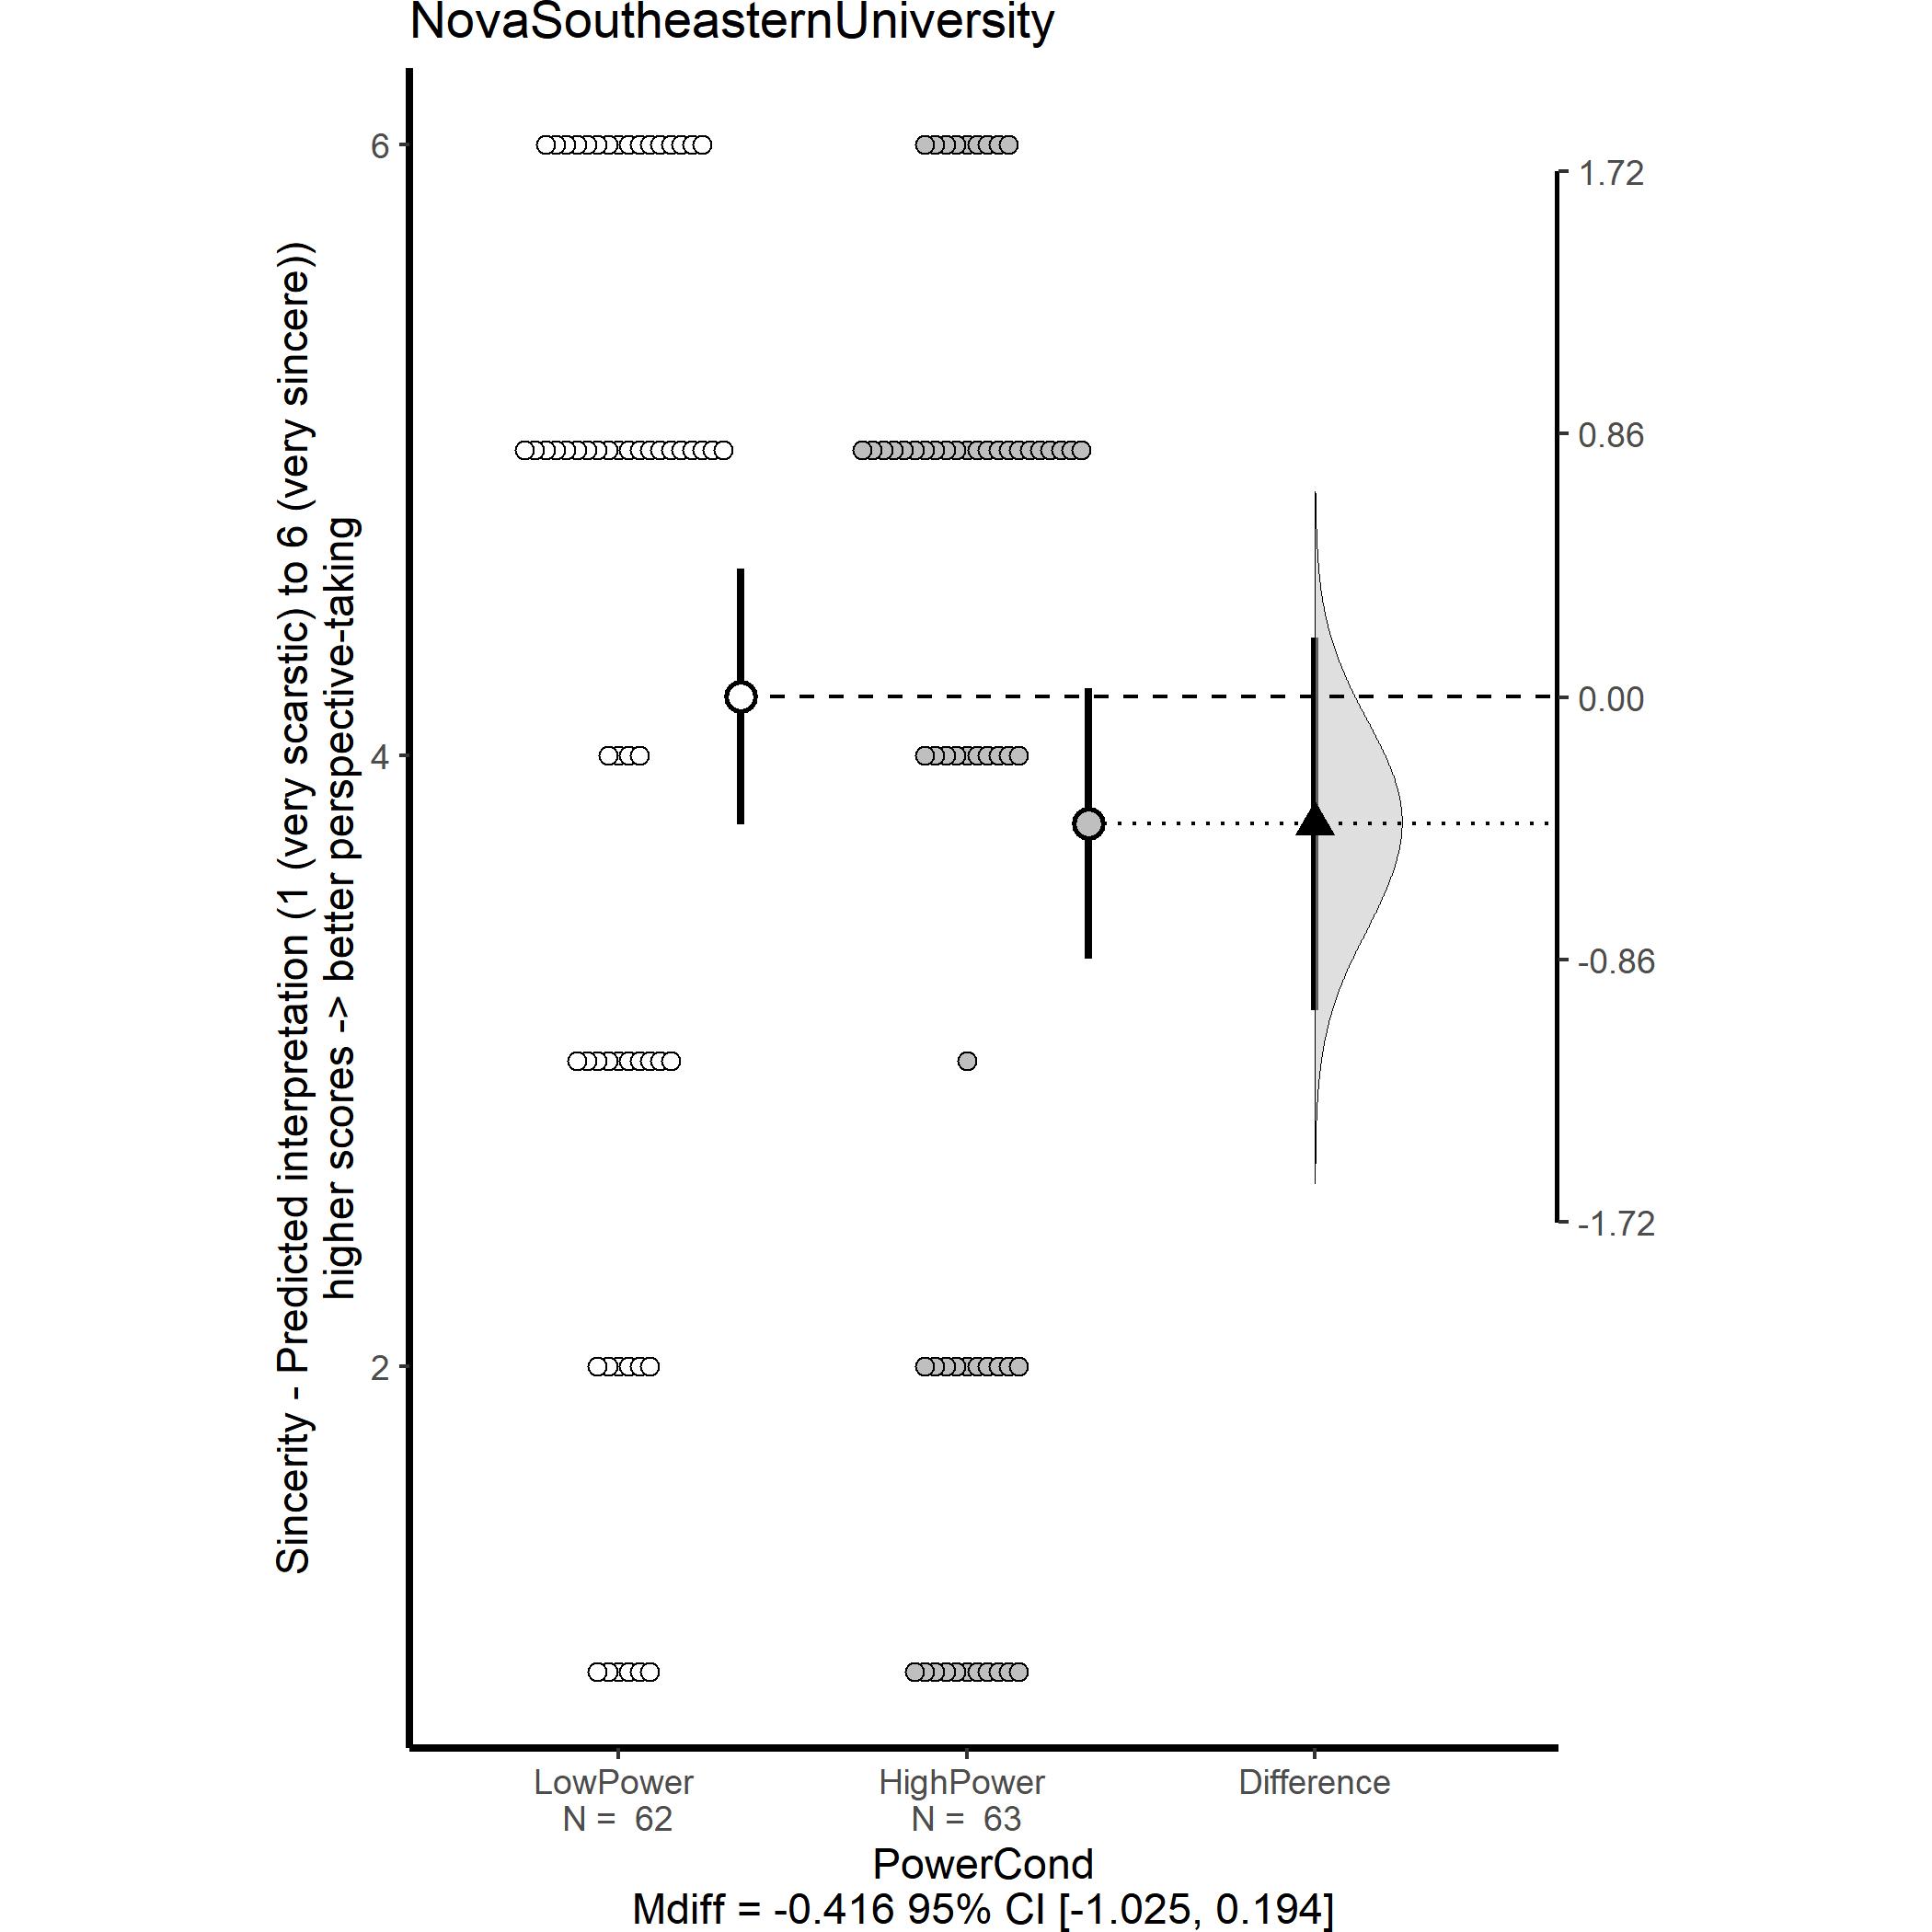 NovaSoutheasternUniversity
Sincerity - Predicted interpretation (1 (very scarstic) to 6 (very sincere))
higher scores -> better perspective-taking
6
4
2
1.72
0.86
0.00
-0.86
-1.72
LowPower
N =  62
HighPower
N =  63
Difference
PowerCond
Mdiff = -0.416 95% CI [-1.025, 0.194]